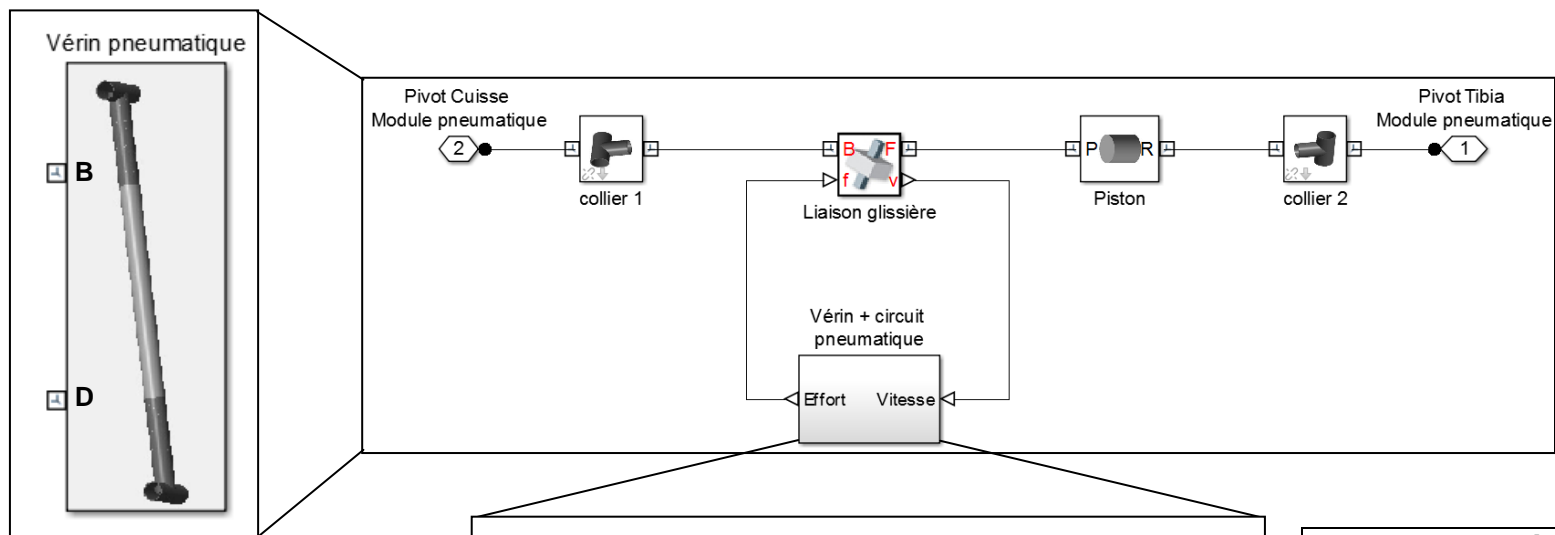 Vérin pneumatique
B
D
Pivot Cuisse
Module pneumatique
2
collier 1
B F
f v
Liaison glissière
P R
Piston
collier 2
Pivot Tibia
Module pneumatique
1
Vérin + circuit
pneumatique
Effort Vitesse